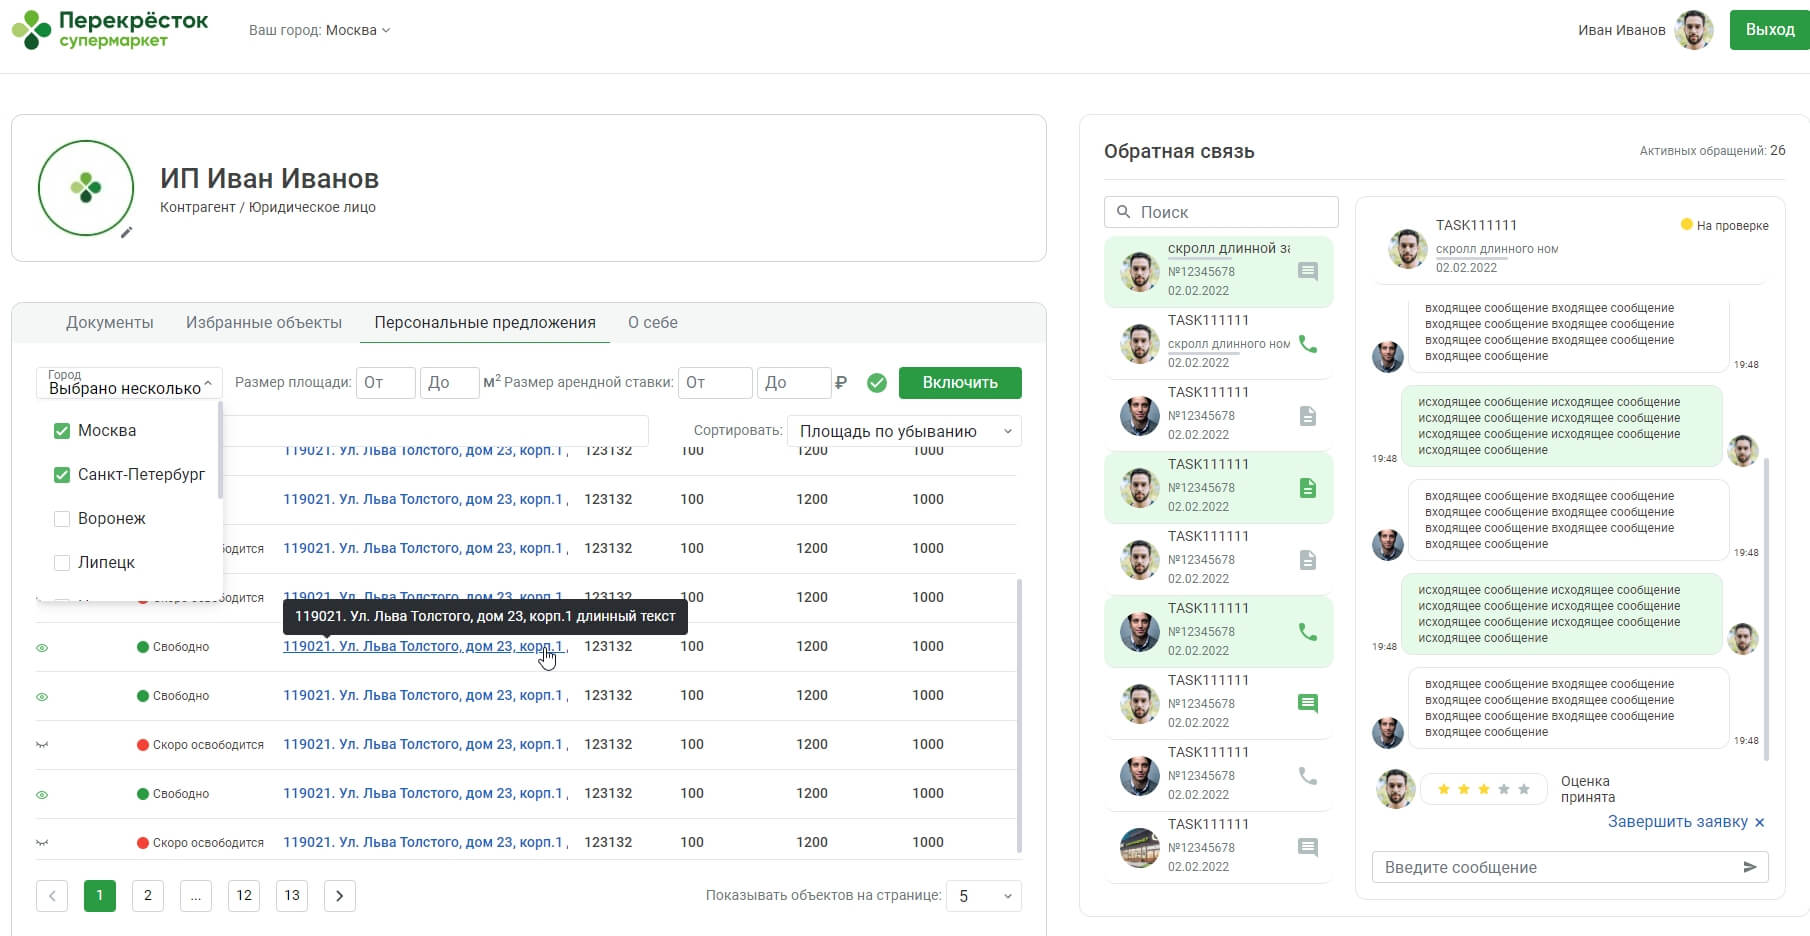 Перекрёсток
супермаркет
Ваш город: Москва
Иван Иванов
Выход
ИП Иван Иванов
Контрагент / Юридическое лицо
Документы
Избранные объекты
Персональные предложения
О себе
Город
Выбрано несколько
Размер площади:
От
До
м²
Размер арендной ставки:
От
До
₽
Включить
Москва
Санкт-Петербург
Воронеж
Липецк
Сортировать:
Площадь по убыванию
119021. Ул. Льва Толстого, дом 23, корп.1 , 123132 100 1200 1000
119021. Ул. Льва Толстого, дом 23, корп.1 , 123132 100 1200 1000
бодится 119021. Ул. Льва Толстого, дом 23, корп.1 , 123132 100 1200 1000
Скоро освободится 119021. Ул. Льва Толстого, дом 23, корп.1 , 123132 100 1200 1000
119021. Ул. Льва Толстого, дом 23, корп.1 длинный текст
Свободно 119021. Ул. Льва Толстого, дом 23, корп.1 , 123132 100 1200 1000
Свободно 119021. Ул. Льва Толстого, дом 23, корп.1 , 123132 100 1200 1000
Скоро освободится 119021. Ул. Льва Толстого, дом 23, корп.1 , 123132 100 1200 1000
Свободно 119021. Ул. Льва Толстого, дом 23, корп.1 , 123132 100 1200 1000
Скоро освободится 119021. Ул. Льва Толстого, дом 23, корп.1 , 123132 100 1200 1000
1 2 ... 12 13
Показывать объектов на странице: 5
Обратная связь
Активных обращений: 26
Поиск
скролл длинной за
№12345678
02.02.2022
TASK111111
скролл длинного ном
02.02.2022
TASK111111
№12345678
02.02.2022
TASK111111
№12345678
02.02.2022
TASK111111
№12345678
02.02.2022
TASK111111
№12345678
02.02.2022
TASK111111
№12345678
02.02.2022
TASK111111
№12345678
02.02.2022
TASK111111
№12345678
02.02.2022
TASK111111
На проверке
скролл длинного ном
02.02.2022
входящее сообщение входящее сообщение
входящее сообщение входящее сообщение
входящее сообщение входящее сообщение
входящее сообщение
19:48
исходящее сообщение исходящее сообщение
исходящее сообщение исходящее сообщение
исходящее сообщение исходящее сообщение
исходящее сообщение
19:48
входящее сообщение входящее сообщение
входящее сообщение входящее сообщение
входящее сообщение входящее сообщение
входящее сообщение
19:48
исходящее сообщение исходящее сообщение
исходящее сообщение исходящее сообщение
исходящее сообщение исходящее сообщение
исходящее сообщение
19:48
входящее сообщение входящее сообщение
входящее сообщение входящее сообщение
входящее сообщение входящее сообщение
входящее сообщение
19:48
Оценка
принята
Завершить заявку ×
Введите сообщение